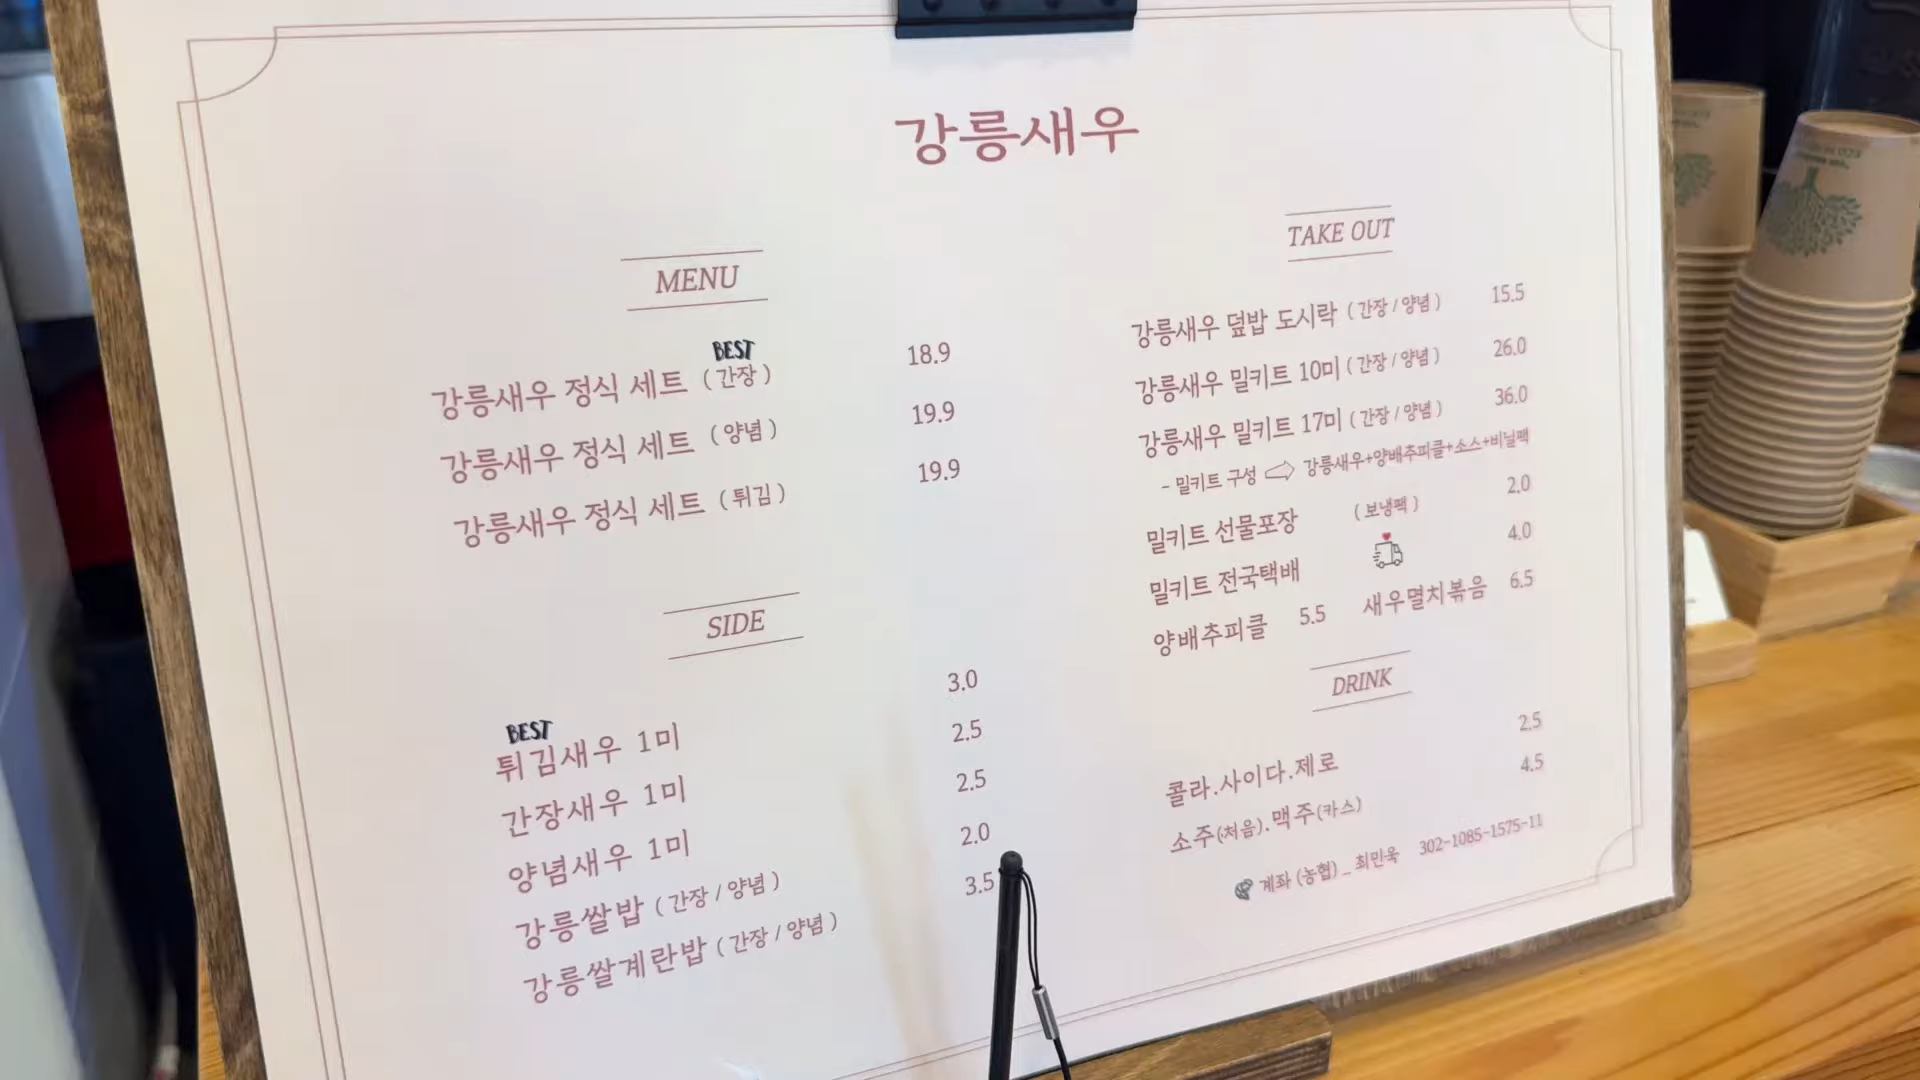 강릉새우
MENU
BEST
강릉새우 정식 세트 (간장) 18.9
강릉새우 정식 세트 (양념) 19.9
강릉새우 정식 세트 (튀김) 19.9
SIDE
BEST
튀김새우 1미 3.0
간장새우 1미 2.5
양념새우 1미 2.5
강릉쌀밥 (간장 / 양념) 2.0
강릉쌀계란밥 (간장 / 양념) 3.5
TAKE OUT
강릉새우 덮밥 도시락 (간장 / 양념) 15.5
강릉새우 밀키트 10미 (간장 / 양념) 26.0
강릉새우 밀키트 17미 (간장 / 양념) 36.0
- 밀키트 구성 ⇨ 강릉새우+양배추피클+소스+비닐팩
밀키트 선물포장 (보냉팩) 2.0
밀키트 전국택배 4.0
양배추피클 5.5 새우멸치볶음 6.5
DRINK
콜라.사이다.제로 2.5
소주(처음).맥주(카스) 4.5
계좌 (농협) _ 최민욱 302-1085-1575-11